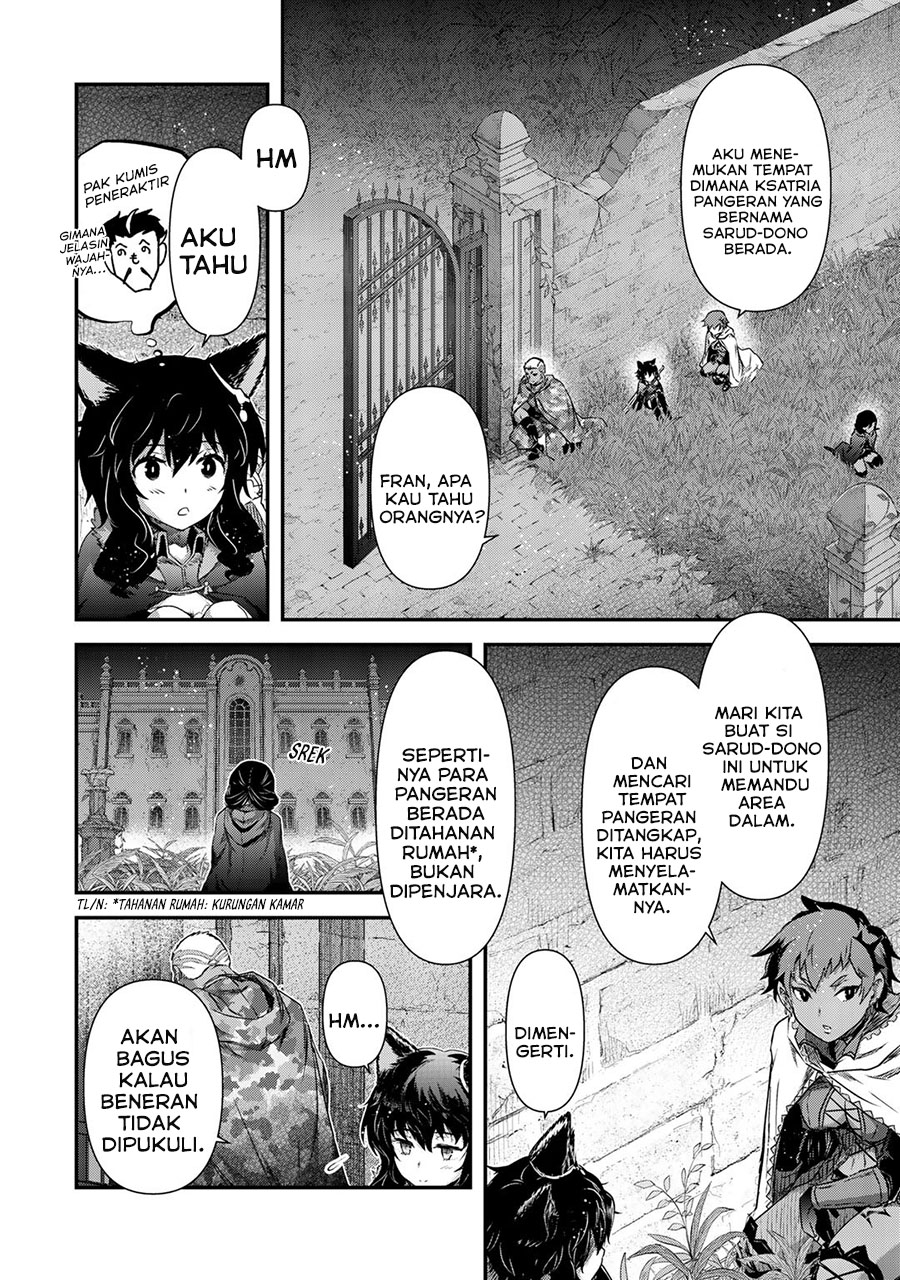 AKU MENE-
MUKAN TEMPAT
DIMANA KSATRIA
PANGERAN YANG
BERNAMA
SARUD-DONO
BERADA.
FRAN, APA
KAU TAHU
ORANGNYA?
HM
AKU
TAHU
PAK KUMIS
PENERAKTIR
GIMANA
JELASIN
WAJAH-
NYA...
MARI KITA
BUAT SI
SARUD-DONO
INI UNTUK
MEMANDU
AREA
DALAM.
DAN
MENCARI
TEMPAT
PANGERAN
DITANGKAP,
KITA HARUS
MENYELA-
MATKAN-
NYA.
DIMEN-
GERTI.
SEPERTI-
NYA PARA
PANGERAN
BERADA
DITAHANAN
RUMAH*,
BUKAN
DIPENJARA.
SREK
TL/N: *TAHANAN RUMAH: KURUNGAN KAMAR
HM...
AKAN
BAGUS
KALAU
BENERAN
TIDAK
DIPUKULI.